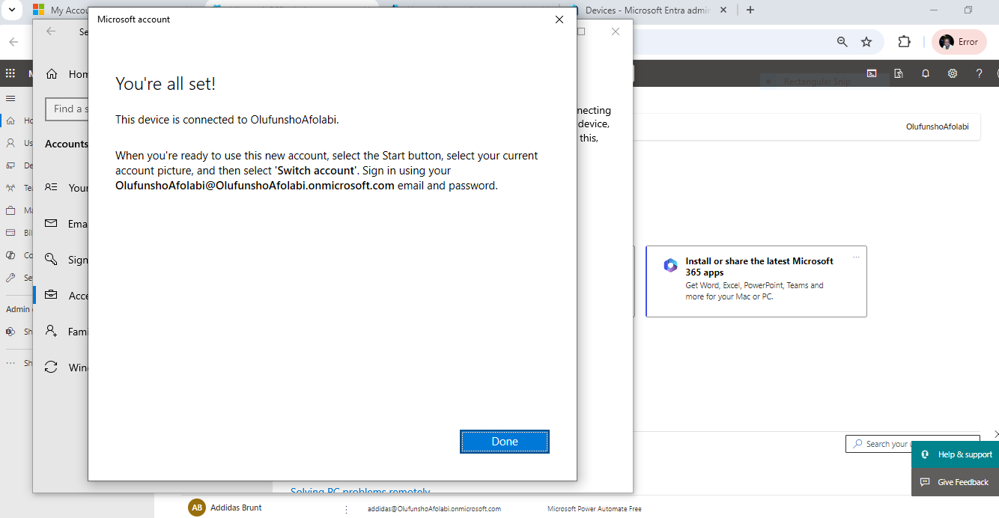 My Accou
Devices - Microsoft Entra admin
Microsoft account
Se
Error
You're all set!
M
Hom
Rectangular Snip
?
This device is connected to OlufunshoAfolabi.
Find a s
necting
device,
this,
Ho
OlufunshoAfolabi
Us
Accounts
When you're ready to use this new account, select the Start button, select your current
account picture, and then select 'Switch account'. Sign in using your
OlufunshoAfolabi@OlufunshoAfolabi.onmicrosoft.com email and password.
De
Tea
Your
Ma
Ema
Bil
Co
Sign
Install or share the latest Microsoft
365 apps
Get Word, Excel, PowerPoint, Teams and
more for your Mac or PC.
Se
Acce
Admin
Sh
Fami
Sh
Wind
Done
Search your u
Help & support
Give Feedback
Solving PC problems remotely
AB
Addidas Brunt
addidas@OlufunshoAfolabi.onmicrosoft.com
Microsoft Power Automate Free